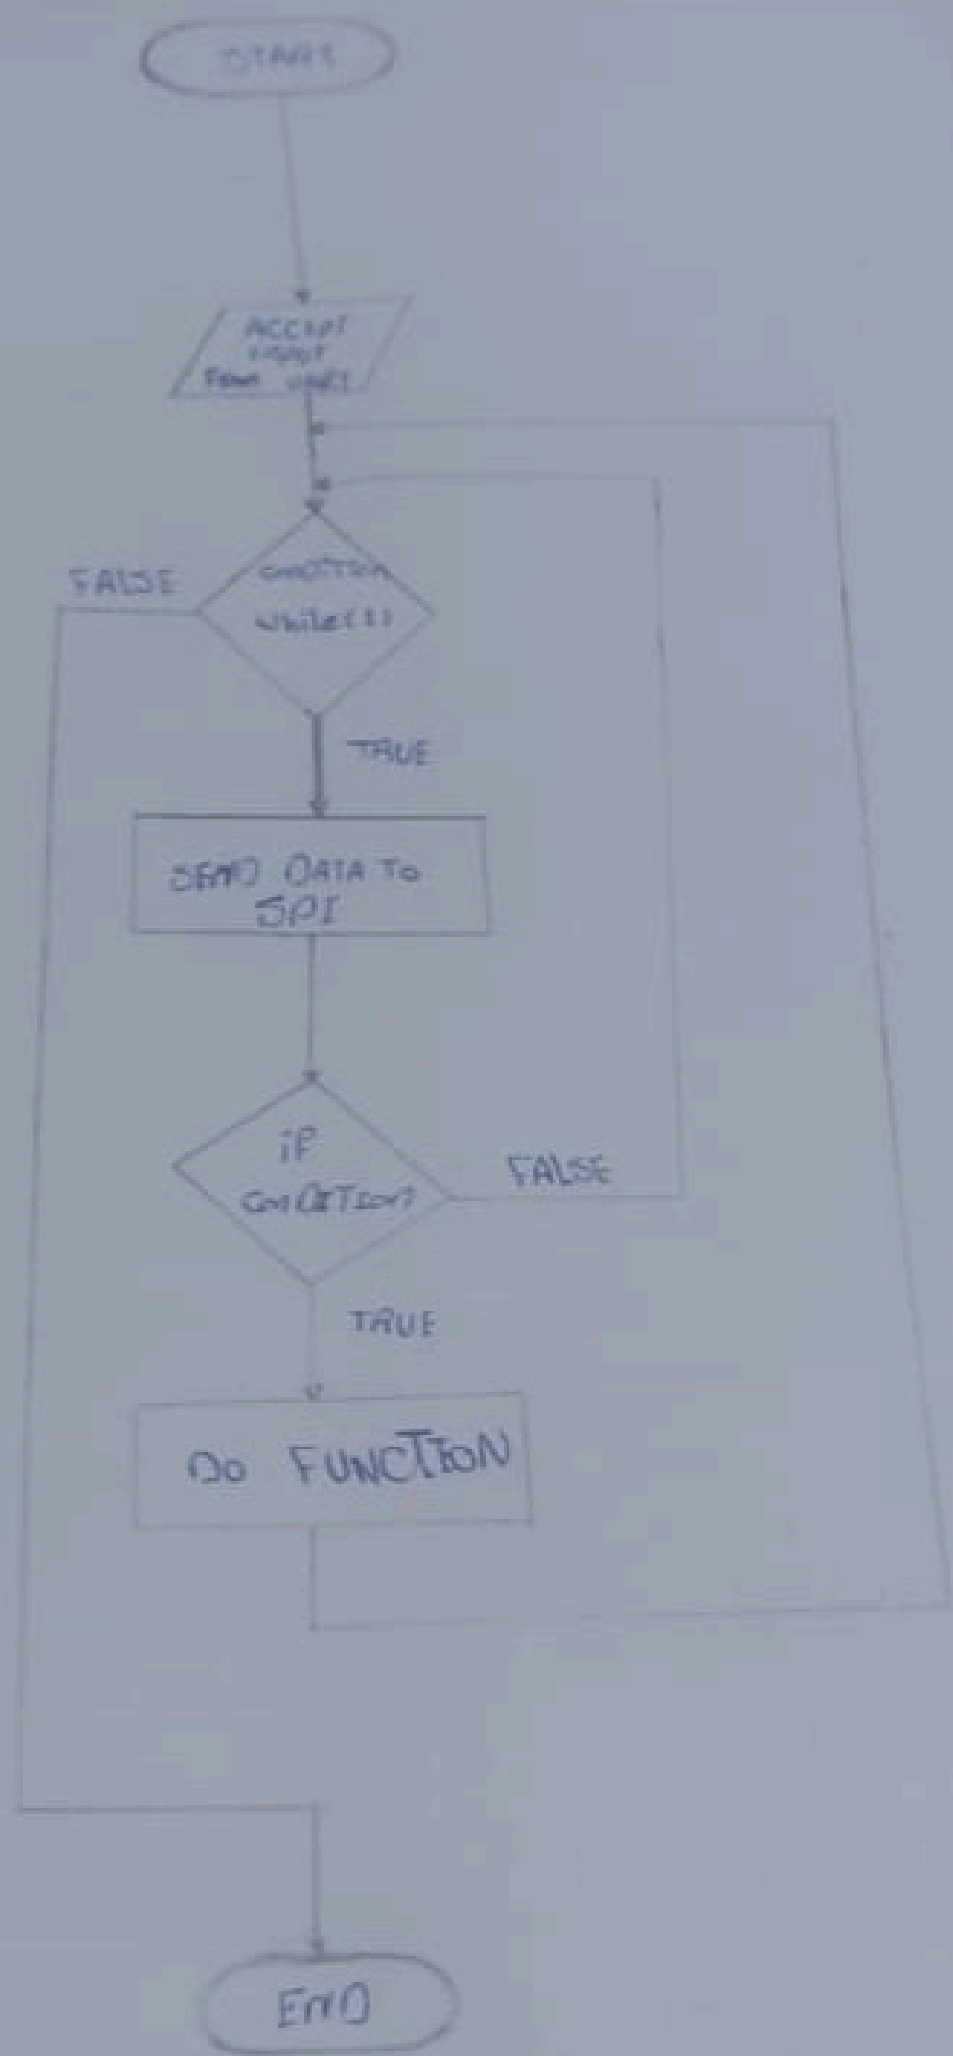 START
ACCEPT
INPUT
From UART
FALSE
CONDITION
while(1)
TRUE
SEND DATA TO
SPI
if
CONDITION
FALSE
TRUE
DO FUNCTION
END